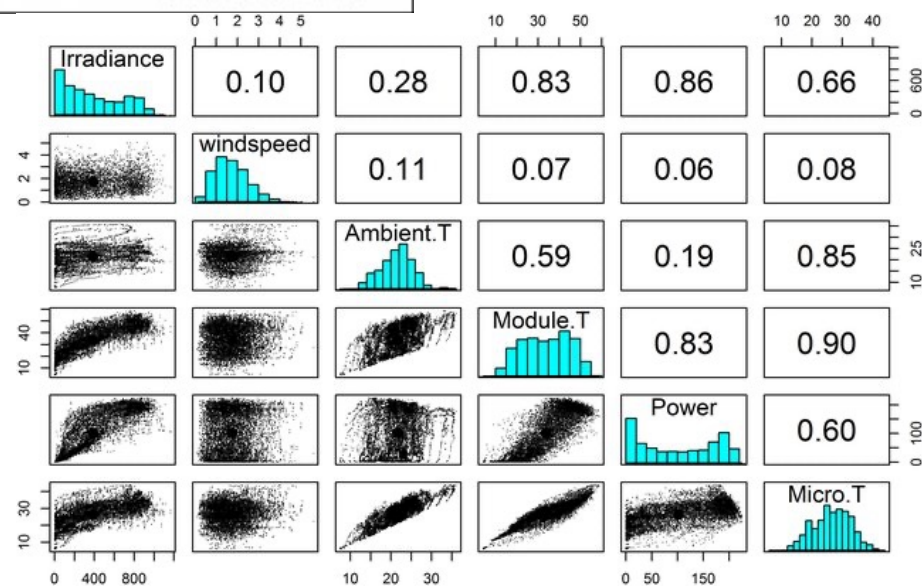 0 1 2 3 4 5 10 30 50 10 20 30 40
Irradiance 0.10 0.28 0.83 0.86 0.66 0 600
0 2 4 windspeed 0.11 0.07 0.06 0.08
Ambient.T 0.59 0.19 0.85 10 25
10 40 Module.T 0.83 0.90
Power 0.60 0 100
10 30 Micro.T
0 400 800 10 20 30 0 50 150